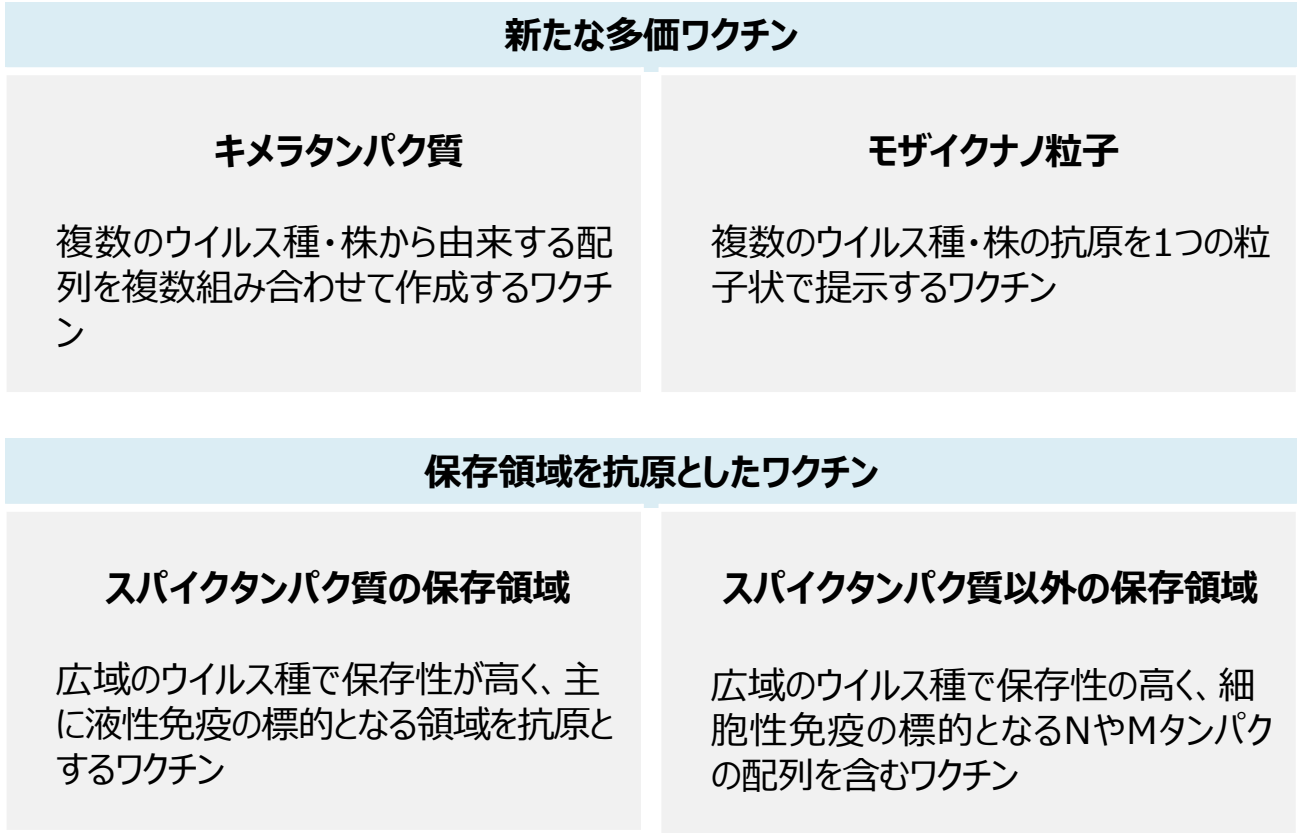 新たな多価ワクチン
キメラタンパク質
複数のウイルス種・株から由来する配
列を複数組み合わせて作成するワクチ
ン
モザイクナノ粒子
複数のウイルス種・株の抗原を1つの粒
子状で提示するワクチン
保存領域を抗原としたワクチン
スパイクタンパク質の保存領域
広域のウイルス種で保存性が高く、主
に液性免疫の標的となる領域を抗原と
するワクチン
スパイクタンパク質以外の保存領域
広域のウイルス種で保存性の高く、細
胞性免疫の標的となるNやMタンパク
の配列を含むワクチン